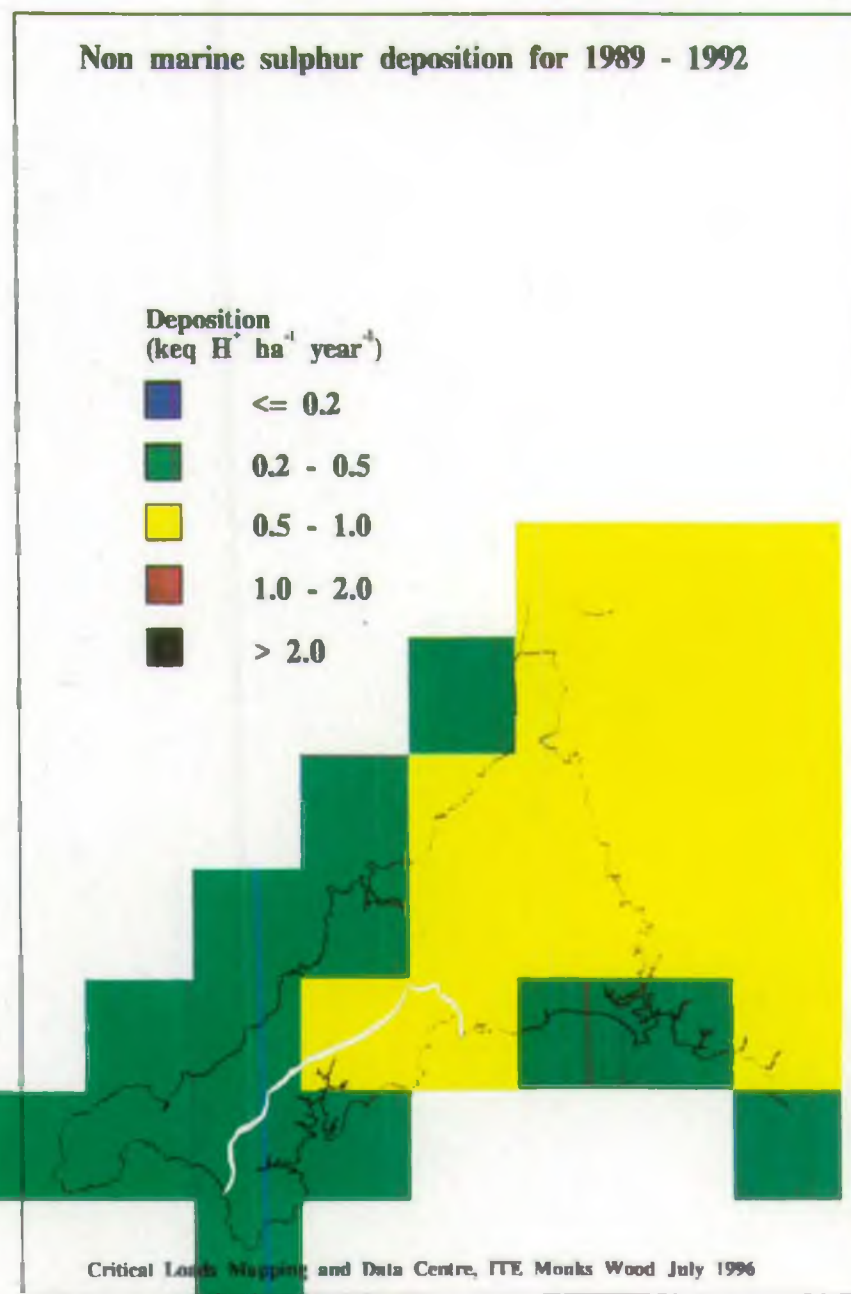 Non marine sulphur deposition for 1989 - 1992
Deposition
(keq H⁺ ha⁻¹ year⁻¹)
<= 0.2
0.2 - 0.5
0.5 - 1.0
1.0 - 2.0
> 2.0
Critical Loads Mapping and Data Centre, ITE Monks Wood July 1996